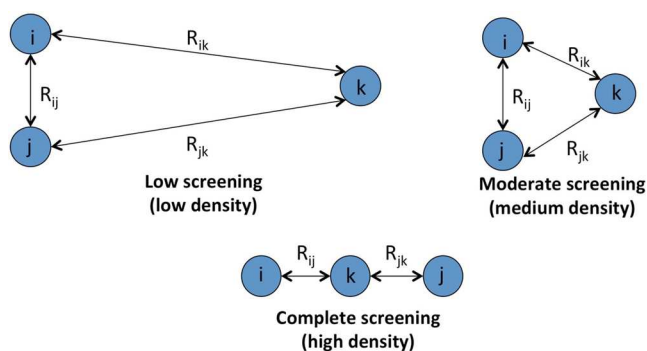 i
R_ik
R_ij
k
j
R_jk
Low screening
(low density)
i
R_ik
R_ij
k
j
R_jk
Moderate screening
(medium density)
R_ij
R_jk
i
k
j
Complete screening
(high density)